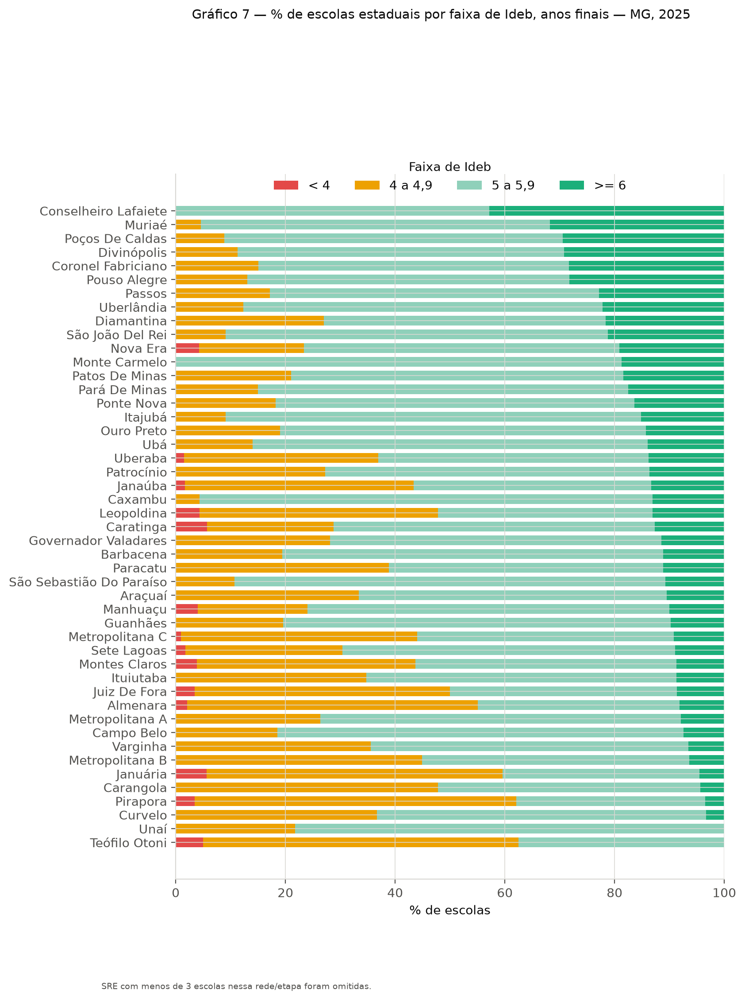 Gráfico 7 — % de escolas estaduais por faixa de Ideb, anos finais — MG, 2025
Faixa de Ideb
< 4 4 a 4,9 5 a 5,9 >= 6
Conselheiro Lafaiete
Muriaé
Poços De Caldas
Divinópolis
Coronel Fabriciano
Pouso Alegre
Passos
Uberlândia
Diamantina
São João Del Rei
Nova Era
Monte Carmelo
Patos De Minas
Pará De Minas
Ponte Nova
Itajubá
Ouro Preto
Ubá
Uberaba
Patrocínio
Janaúba
Caxambu
Leopoldina
Caratinga
Governador Valadares
Barbacena
Paracatu
São Sebastião Do Paraíso
Araçuaí
Manhuaçu
Guanhães
Metropolitana C
Sete Lagoas
Montes Claros
Ituiutaba
Juiz De Fora
Almenara
Metropolitana A
Campo Belo
Varginha
Metropolitana B
Januária
Carangola
Pirapora
Curvelo
Unaí
Teófilo Otoni
0 20 40 60 80 100
% de escolas
SRE com menos de 3 escolas nessa rede/etapa foram omitidas.